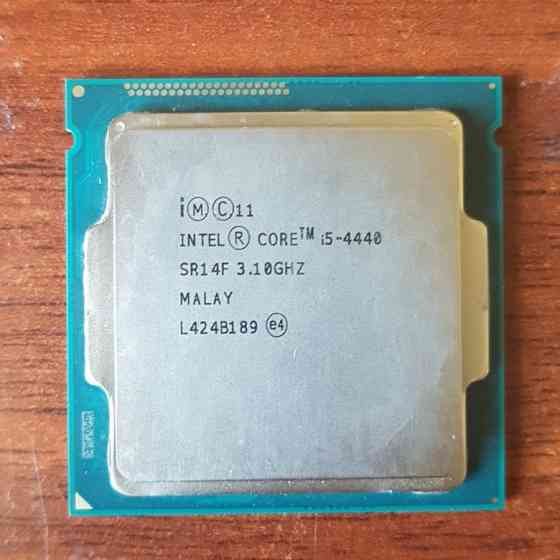 i Ⓜ Ⓒ 11
INTEL® CORE™ i5-4440
SR14F 3.10GHZ
MALAY
L424B189 e4